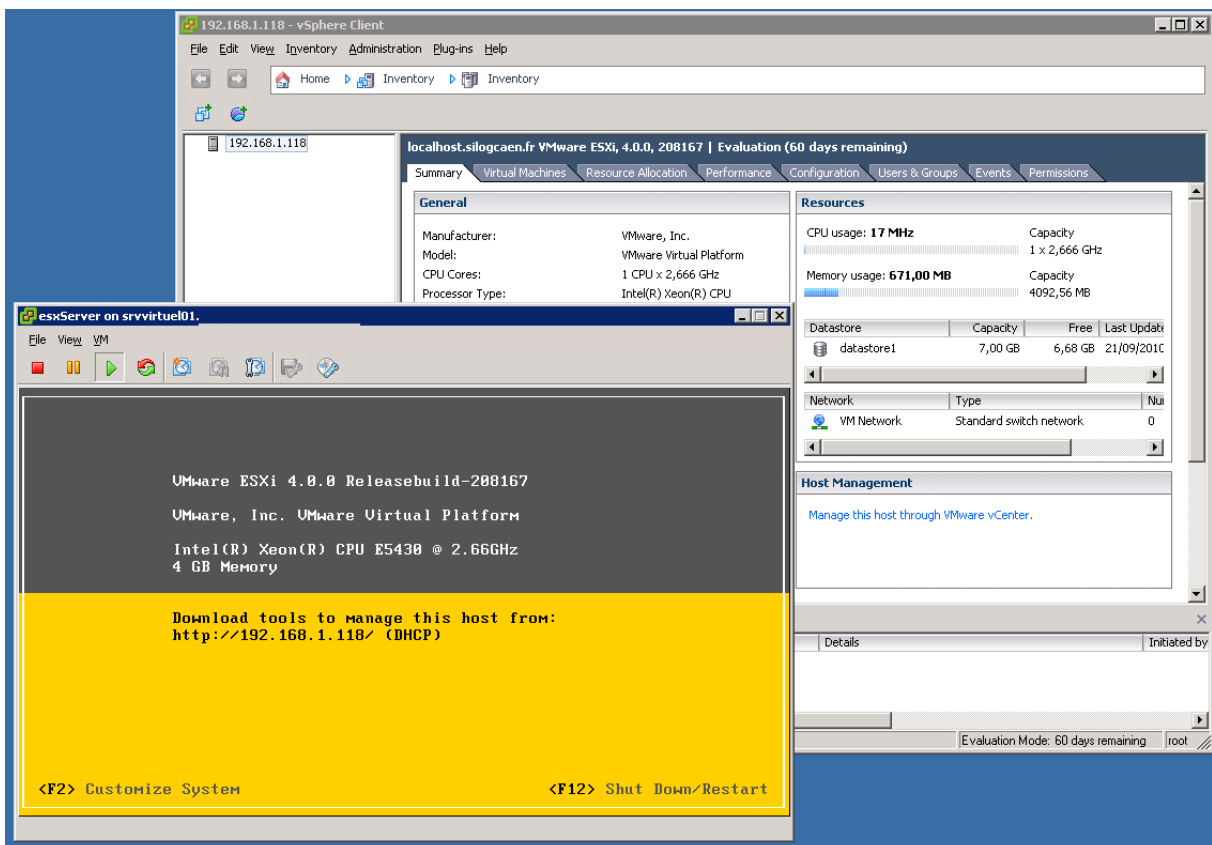 192.168.1.118 - vSphere Client
File Edit View Inventory Administration Plug-ins Help
Home Inventory Inventory
192.168.1.118
localhost.silogcaen.fr VMware ESXi, 4.0.0, 208167 | Evaluation (60 days remaining)
Summary Virtual Machines Resource Allocation Performance Configuration Users & Groups Events Permissions
General
Manufacturer: VMware, Inc.
Model: VMware Virtual Platform
CPU Cores: 1 CPU x 2,666 GHz
Processor Type: Intel(R) Xeon(R) CPU
Resources
CPU usage: 17 MHz Capacity
1 x 2,666 GHz
Memory usage: 671,00 MB Capacity
4092,56 MB
Datastore Capacity Free Last Update
datastore1 7,00 GB 6,68 GB 21/09/2010
Network Type
VM Network Standard switch network 0
Host Management
Manage this host through VMware vCenter.
Details Initiated by
Evaluation Mode: 60 days remaining root
esxServer on srvvirtuel01.
File View VM
VMware ESXi 4.0.0 Releasebuild-208167
VMware, Inc. VMware Virtual Platform
Intel(R) Xeon(R) CPU E5430 @ 2.66GHz
4 GB Memory
Download tools to manage this host from:
http://192.168.1.118/ (DHCP)
<F2> Customize System <F12> Shut Down/Restart